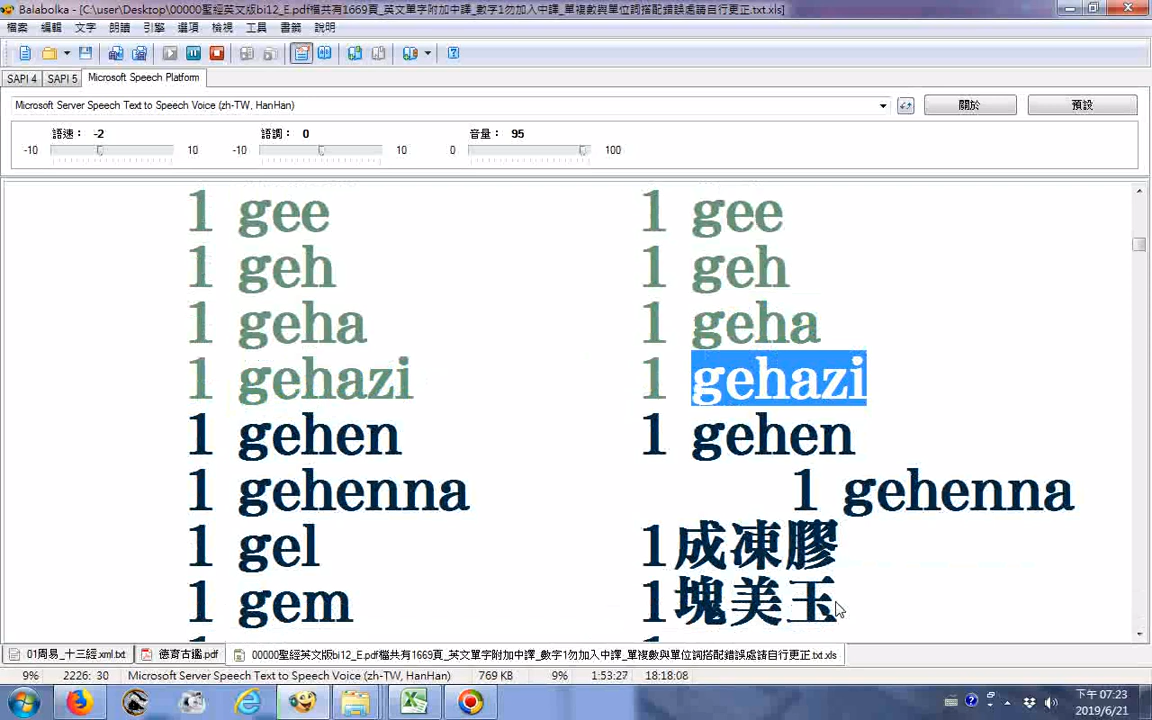 Balabolka - [C:\user\Desktop\00000聖經英文版bi12_E.pdf檔共有1669頁_英文單字附加中譯_數字1勿加入中譯_單複數與單位詞搭配錯誤處請自行更正.txt.xls]
檔案 編輯 文字 朗讀 引擎 選項 檢視 工具 書籤 說明
SAPI 4 SAPI 5 Microsoft Speech Platform
Microsoft Server Speech Text to Speech Voice (zh-TW, HanHan) 關於 預設
語速: -2 語調: 0 音量: 95
-10 10 -10 10 0 100
1 gee 1 gee
1 geh 1 geh
1 geha 1 geha
1 gehazi 1 gehazi
1 gehen 1 gehen
1 gehenna 1 gehenna
1 gel 1成凍膠
1 gem 1塊美玉
01周易_十三經.xml.txt 德育古鑑.pdf 00000聖經英文版bi12_E.pdf檔共有1669頁_英文單字附加中譯_數字1勿加入中譯_單複數與單位詞搭配錯誤處請自行更正.txt.xls
9% 2226: 30 Microsoft Server Speech Text to Speech Voice (zh-TW, HanHan) 769 KB 9% 1:53:27 18:18:08
下午 07:23
2019/6/21